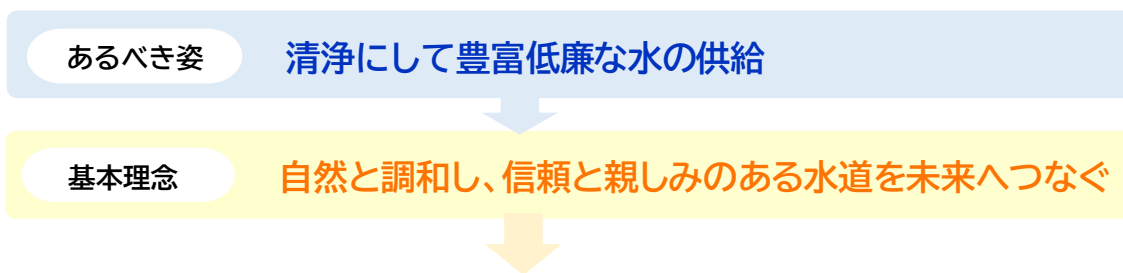 あるべき姿 清浄にして豊富低廉な水の供給
基本理念 自然と調和し、信頼と親しみのある水道を未来へつなぐ